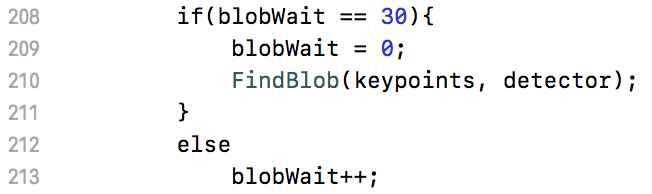 208 if(blobWait == 30){
209 blobWait = 0;
210 FindBlob(keypoints, detector);
211 }
212 else
213 blobWait++;